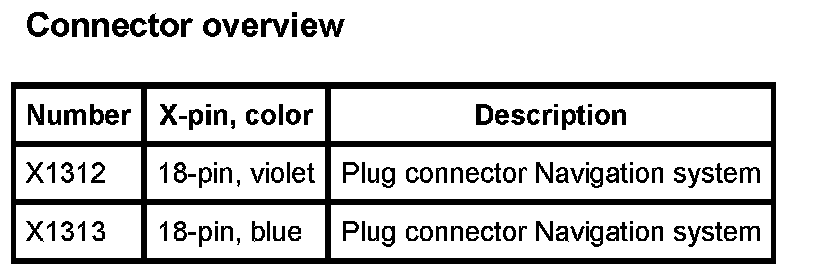 Connector overview
Number X-pin, color Description
X1312 18-pin, violet Plug connector Navigation system
X1313 18-pin, blue Plug connector Navigation system